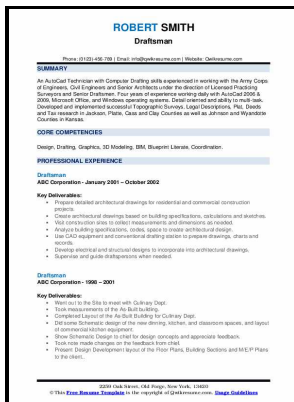 ROBERT SMITH
Draftsman
Phone: (0123)-456-789 | Email: info@qwikresume.com | Website: Qwikresume.com
SUMMARY
An AutoCad Technician with Computer Drafting skills experienced in working with the Army Corps
of Engineers, Civil Engineers and Senior Architects under the direction of Licensed Practicing
Surveyors and Senior Draftsmen. Four years of experience working daily with AutoCad 2006 &
2009, Microsoft Office, and Windows operating systems. Detail oriented and ability to multi-task.
Developed and implemented successful Topographic Surveys, Legal Descriptions, Plat, Deeds
and Tax research in Jackson, Platte, Cass and Clay Counties as well as Johnson and Wyandotte
Counties in Kansas.
CORE COMPETENCIES
Design, Drafting, Graphics, 3D Modeling, BIM, Blueprint Literate, Coordination.
PROFESSIONAL EXPERIENCE
Draftsman
ABC Corporation - January 2001 – October 2002
Key Deliverables:
• Prepare detailed architectural drawings for residential and commercial construction
projects.
• Create architectural drawings based on building specifications, calculations and sketches.
• Visit construction sites to collect measurements and dimensions as needed.
• Analyze building specifications, codes, space to create architectural design.
• Use CAD equipment and conventional drafting station to prepare drawings, charts and
records.
• Develop electrical and structural designs to incorporate into architectural drawings.
• Supervise and guide draftspersons when needed.
Draftsman
ABC Corporation - 1998 – 2001
Key Deliverables:
• Went out to the Site to meet with Culinary Dept.
• Took measurements of the As-Built building.
• Completed Layout of the As-Built Building for Culinary Dept.
• Did some Schematic design of the new dinning, kitchen, and classroom spaces, and layout
of commercial kitchen equipment.
• Show Schematic Design to chief for design concepts and appreciate feedback.
• Took note made changes on the feedback from chief.
• Present Design Development layout of the Floor Plans, Building Sections and M/E/P Plans
to the client.
2259 Oak Street, Old Forge, New York, 13420
© This Free Resume Template is the copyright of Qwikresume.com. Usage Guidelines